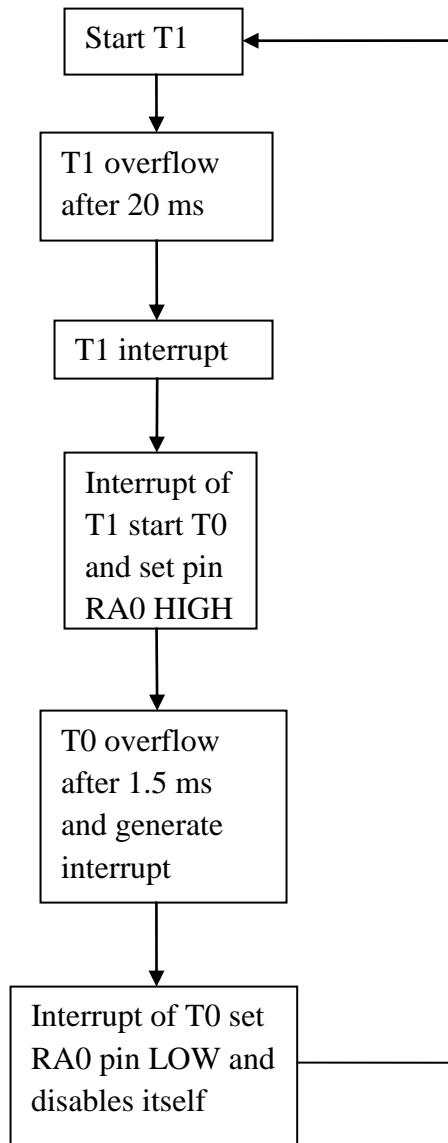 Start T1
T1 overflow
after 20 ms
T1 interrupt
Interrupt of
T1 start T0
and set pin
RA0 HIGH
T0 overflow
after 1.5 ms
and generate
interrupt
Interrupt of T0 set
RA0 pin LOW and
disables itself